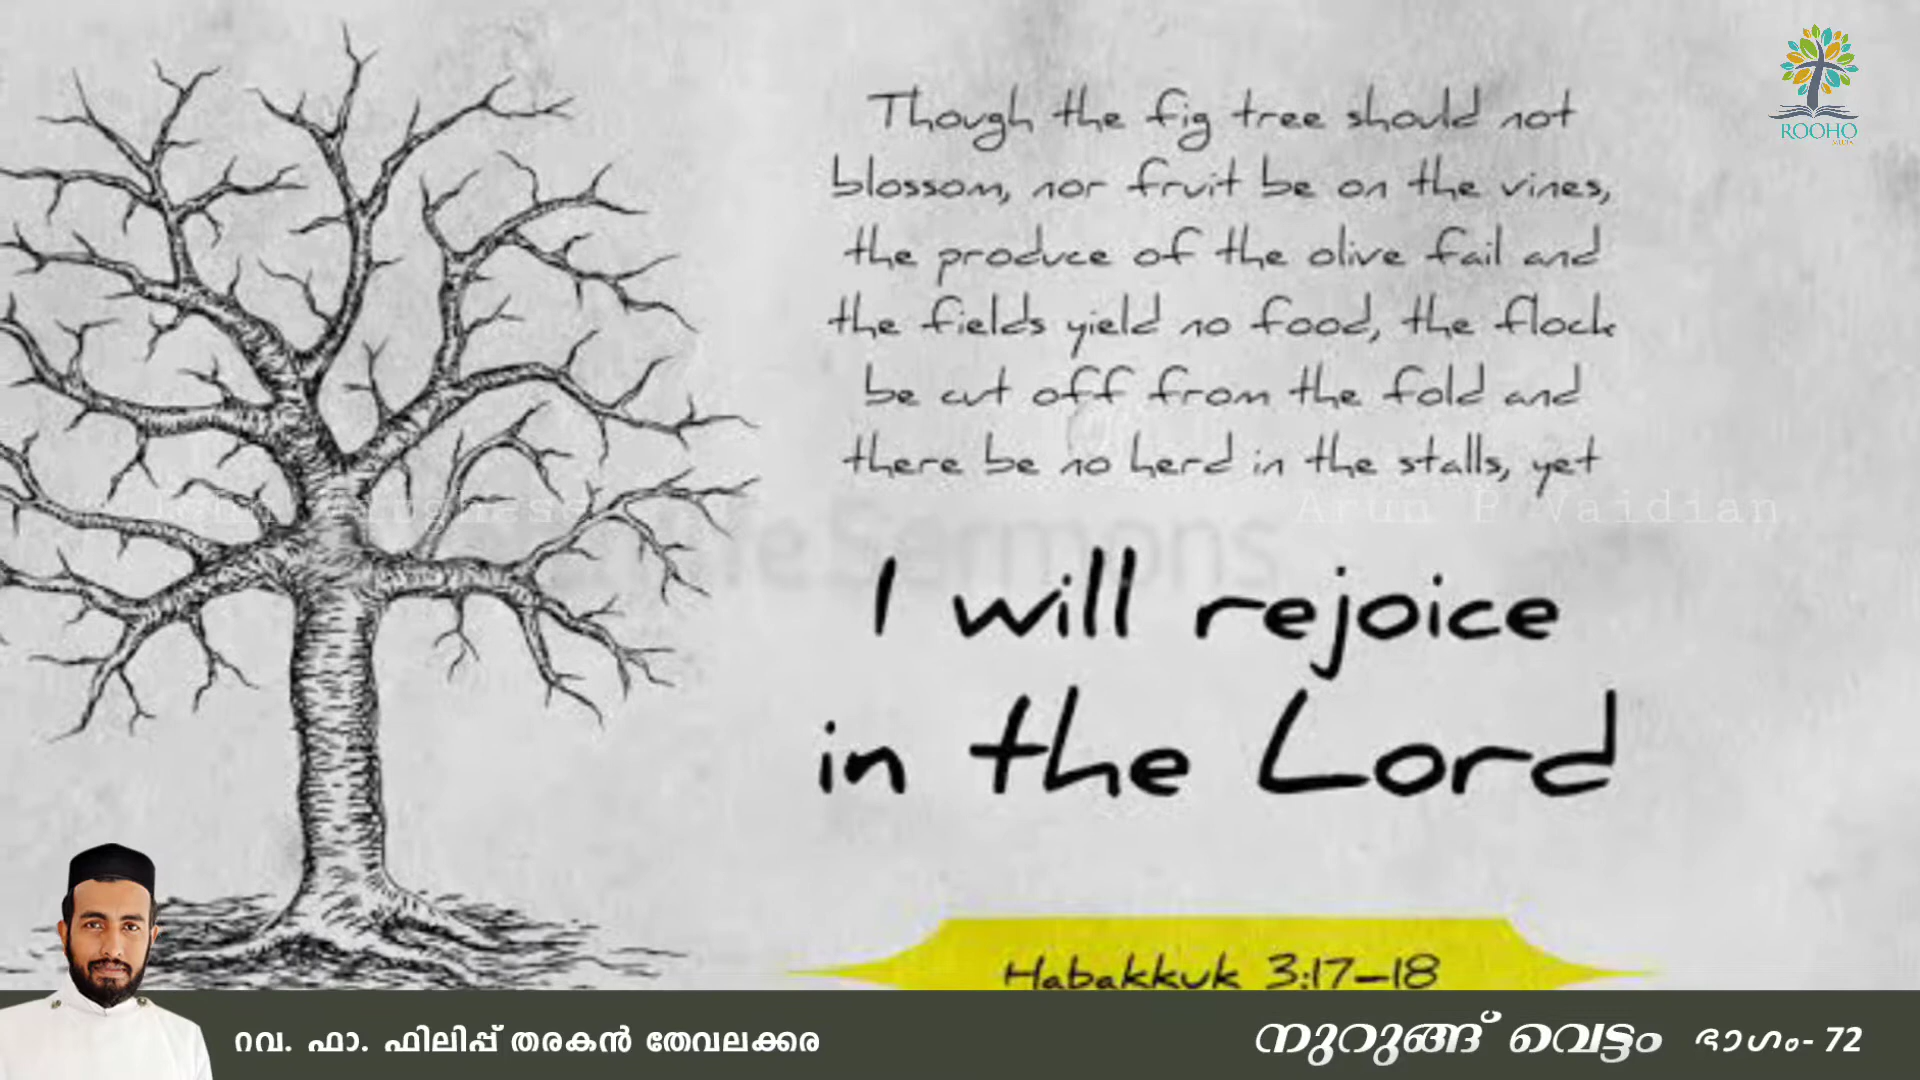 Though the fig tree should not
blossom, nor fruit be on the vines,
the produce of the olive fail and
the fields yield no food, the flock
be cut off from the fold and
there be no herd in the stalls, yet
Arun P Vaidian
Sermons
I will rejoice
in the Lord
Habakkuk 3:17-18
ROOHO
റവ. ഫാ. ഫിലിപ്പ് തരകൻ തേവലക്കര
നുറുങ്ങ് വെട്ടം ഭാഗം- 72